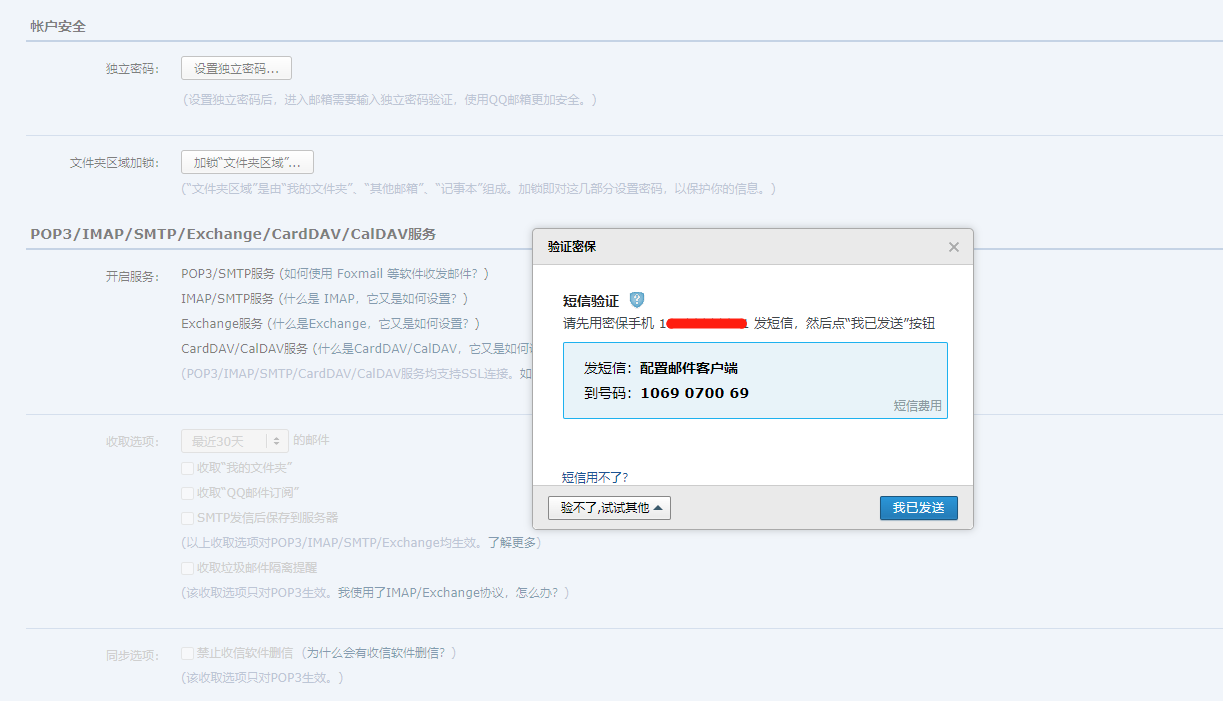 帐户安全
独立密码： 设置独立密码...
（设置独立密码后，进入邮箱需要输入独立密码验证，使用QQ邮箱更加安全。）
文件夹区域加锁： 加锁“文件夹区域”...
（“文件夹区域”是由“我的文件夹”、“其他邮箱”、“记事本”组成。加锁即对这几部分设置密码，以保护你的信息。）
POP3/IMAP/SMTP/Exchange/CardDAV/CalDAV服务
开启服务： POP3/SMTP服务 (如何使用 Foxmail 等软件收发邮件？)
IMAP/SMTP服务 (什么是 IMAP，它又是如何设置？)
Exchange服务 (什么是Exchange，它又是如何设置？)
CardDAV/CalDAV服务 (什么是CardDAV/CalDAV，它又是如何
(POP3/IMAP/SMTP/CardDAV/CalDAV服务均支持SSL连接。如
收取选项： 最近30天 的邮件
收取“我的文件夹”
收取“QQ邮件订阅”
SMTP发信后保存到服务器
(以上收取选项对POP3/IMAP/SMTP/Exchange均生效。了解更多)
收取垃圾邮件隔离提醒
(该收取选项只对POP3生效。我使用了IMAP/Exchange协议，怎么办？)
同步选项： 禁止收信软件删信 (为什么会有收信软件删信？)
(该收取选项只对POP3生效。)
验证密保
短信验证
请先用密保手机 1 1 发短信，然后点“我已发送”按钮
发短信：配置邮件客户端
到号码：1069 0700 69
短信费用
短信用不了？
验不了,试试其他
我已发送